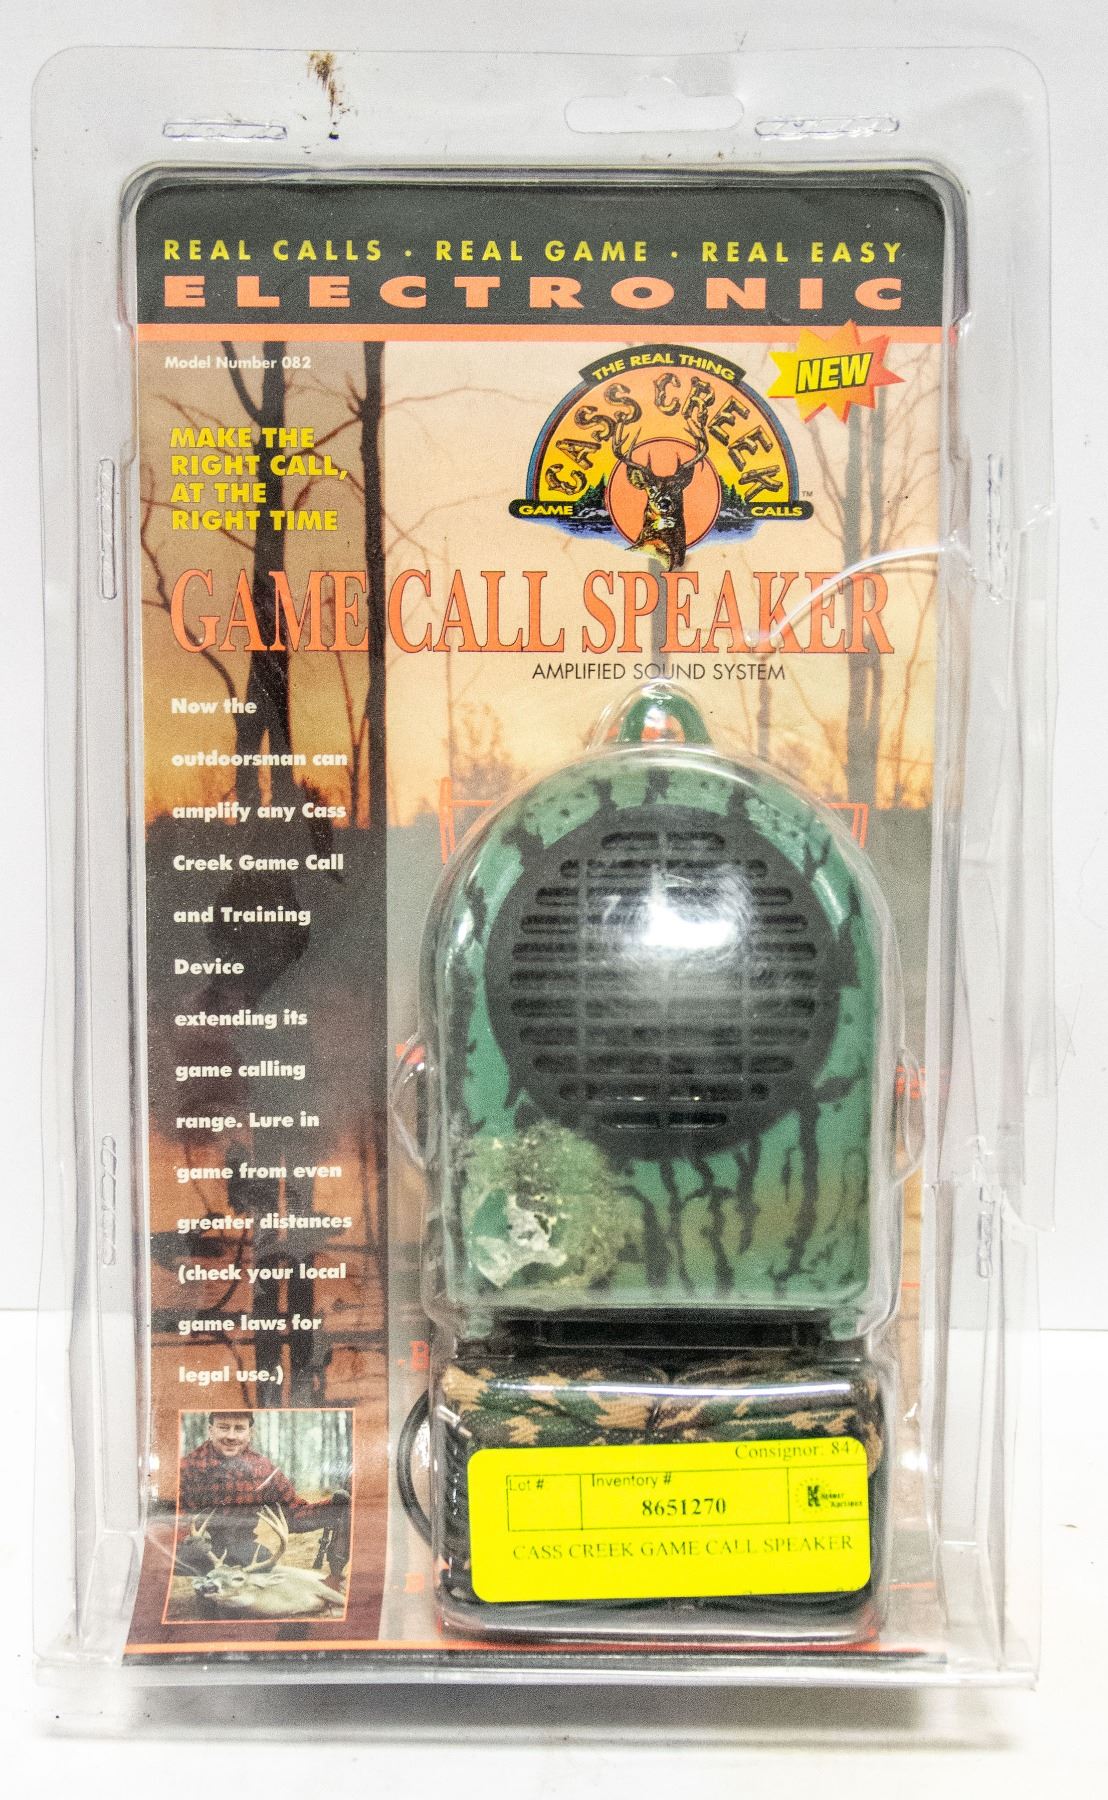 REAL CALLS · REAL GAME · REAL EASY
ELECTRONIC
Model Number 082
NEW
THE REAL THING
CASS CREEK
GAME CALLS
TM
MAKE THE
RIGHT CALL,
AT THE
RIGHT TIME
GAME CALL SPEAKER
AMPLIFIED SOUND SYSTEM
Now the
outdoorsman can
amplify any Cass
Creek Game Call
and Training
Device
extending its
game calling
range. Lure in
game from even
greater distances
(check your local
game laws for
legal use.)
Consignor: 847
Lot #
Inventory #
8651270
CASS CREEK GAME CALL SPEAKER